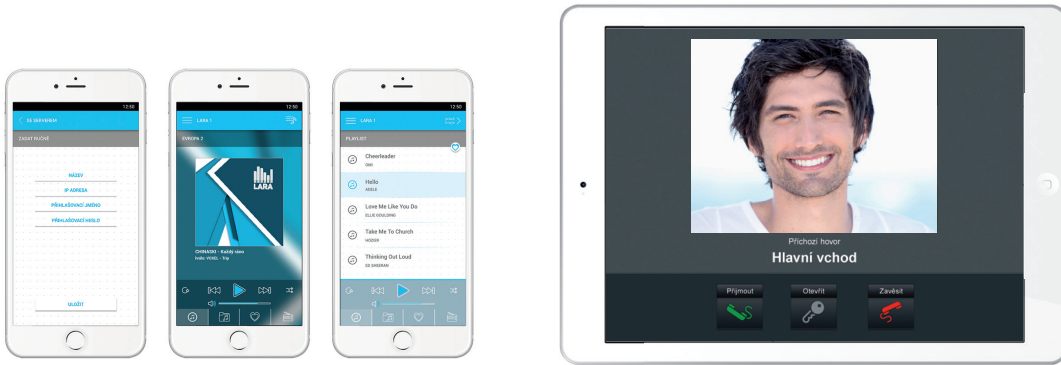 12:50
SE SERVEREM
ZADAT RUČNĚ
NÁZEV
IP ADRESA
PŘIHLAŠOVACÍ JMÉNO
PŘIHLAŠOVACÍ HESLO
ULOŽIT
12:50
LARA 1
EVROPA 2
LARA
CHINASKI - Každý ráno
12:50
LARA 1
PLAYLIST
Cheerleader
OMI
Hello
ADELE
Love Me Like You Do
ELLIE GOULDING
Take Me To Church
HOZIER
Thinking Out Loud
ED SHEERAN
Příchozí hovor
Hlavní vchod
Přijmout
Otevřít
Zavěsit